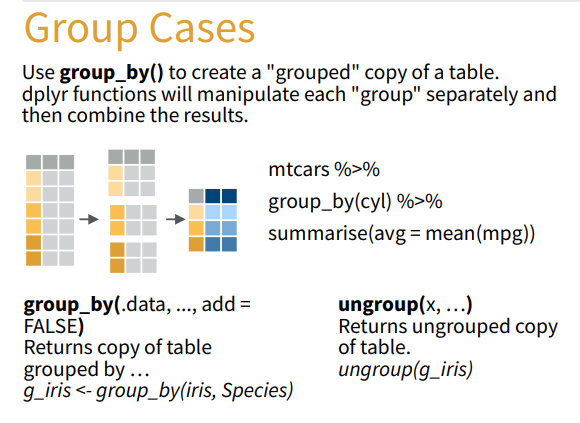 Group Cases
Use group_by() to create a "grouped" copy of a table.
dplyr functions will manipulate each "group" separately and
then combine the results.
mtcars %>%
group_by(cyl) %>%
summarise(avg = mean(mpg))
group_by(.data, ..., add =
FALSE)
Returns copy of table
grouped by …
g_iris <- group_by(iris, Species)
ungroup(x, …)
Returns ungrouped copy
of table.
ungroup(g_iris)